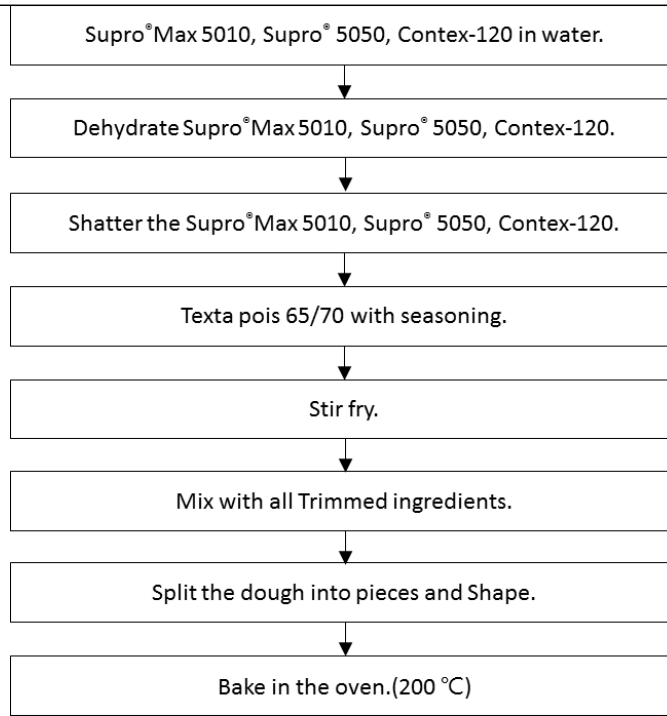 Supro®Max 5010, Supro® 5050, Contex-120 in water.
Dehydrate Supro®Max 5010, Supro® 5050, Contex-120.
Shatter the Supro®Max 5010, Supro® 5050, Contex-120.
Texta pois 65/70 with seasoning.
Stir fry.
Mix with all Trimmed ingredients.
Split the dough into pieces and Shape.
Bake in the oven.(200 ℃)